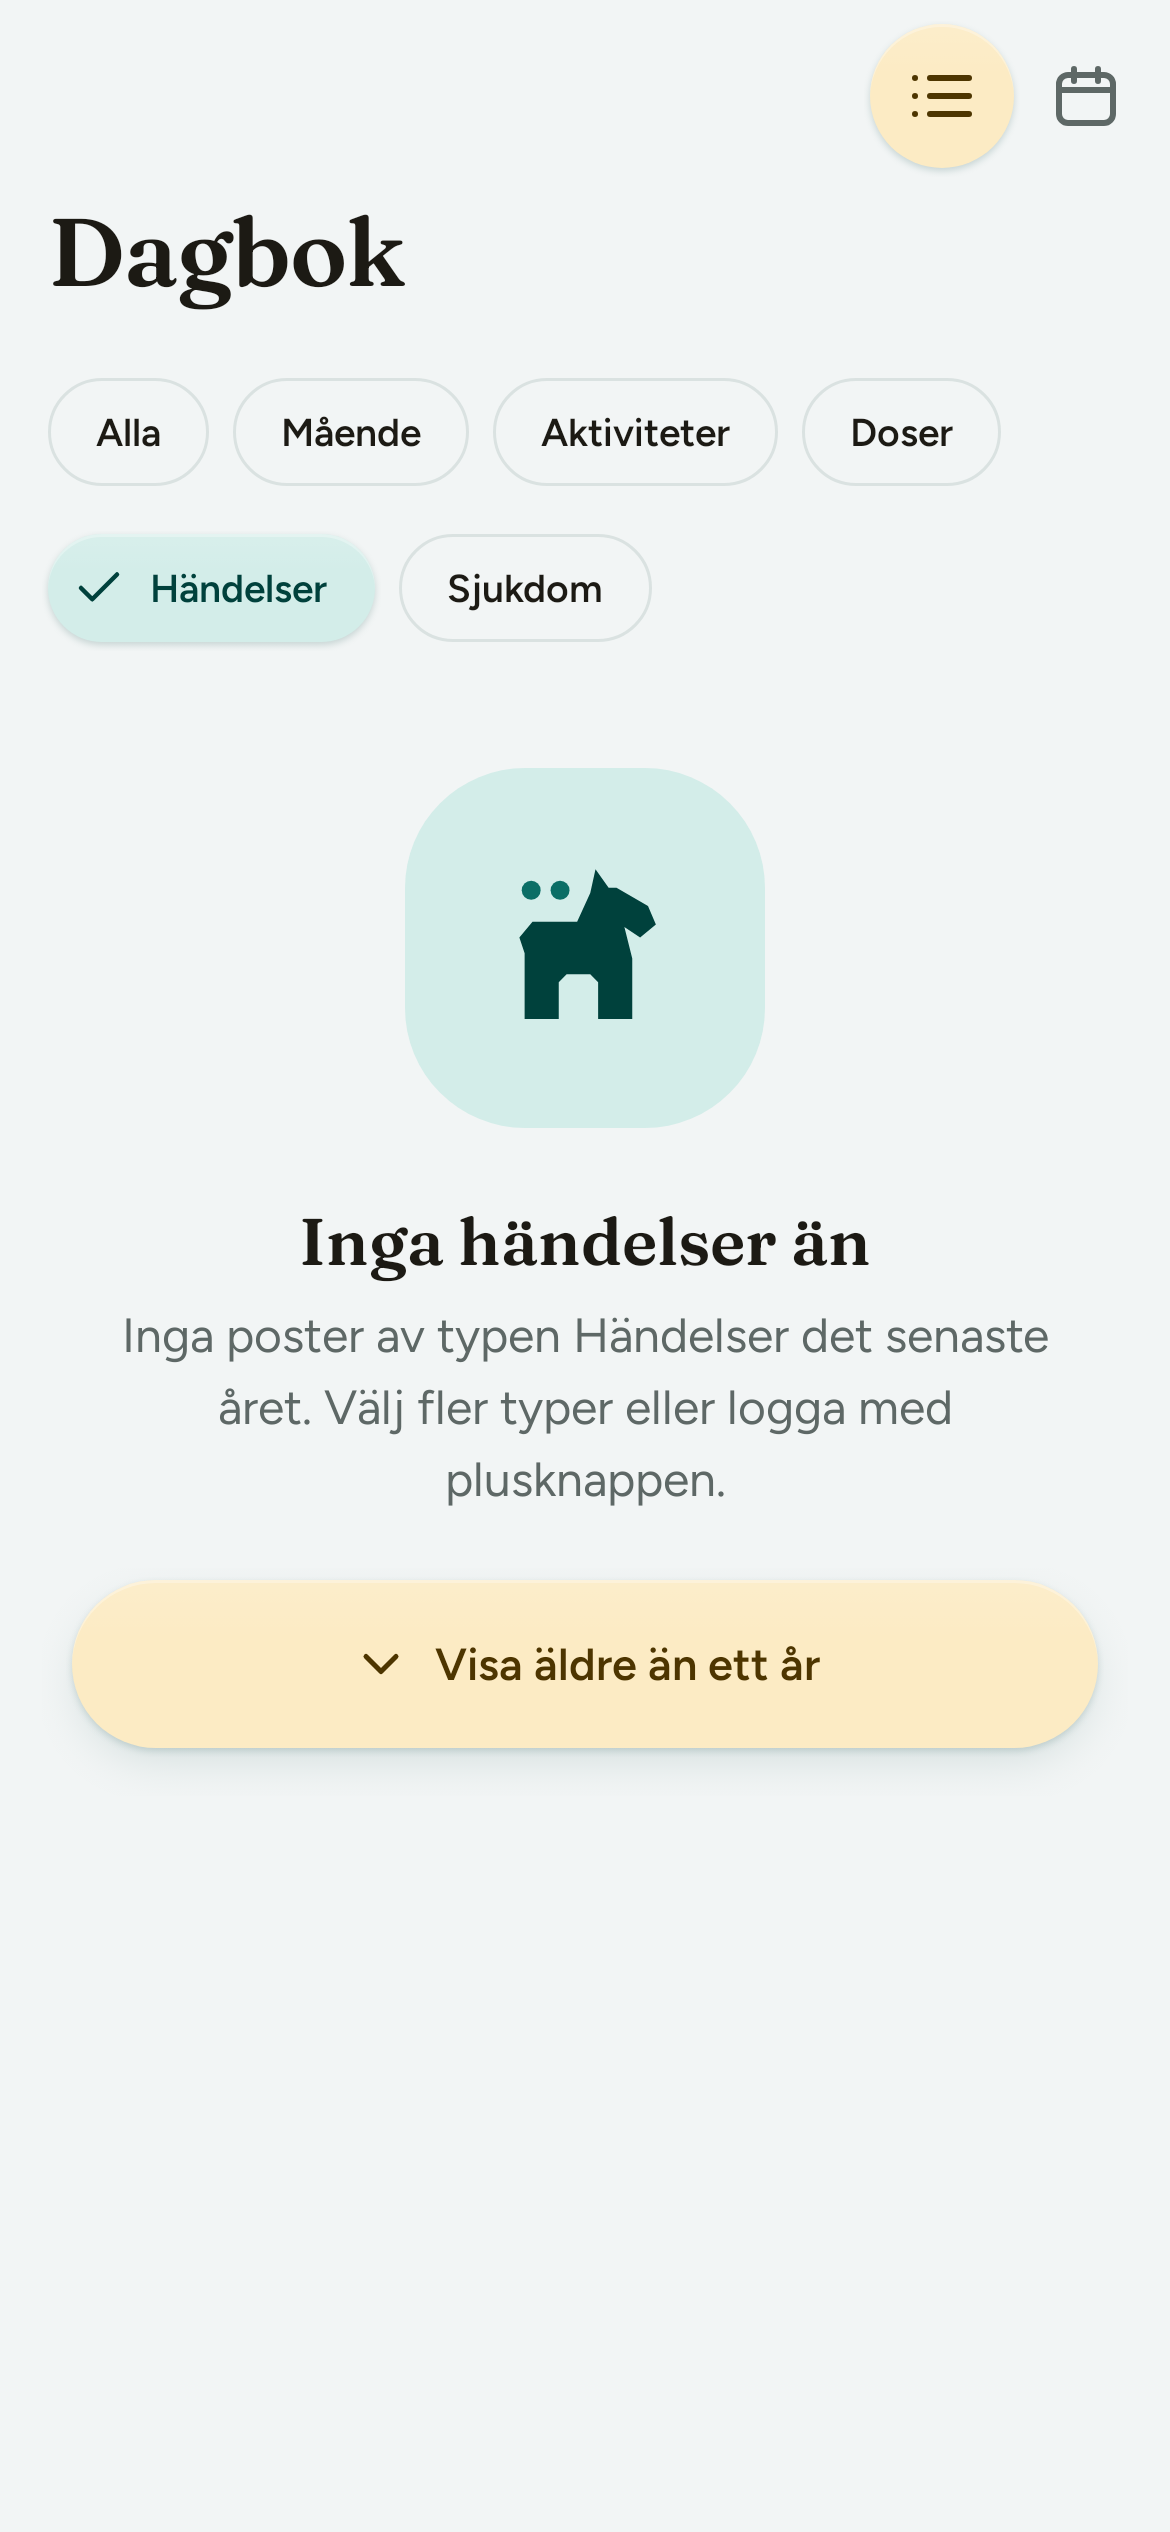 Dagbok
Alla
Mående
Aktiviteter
Doser
Händelser
Sjukdom
Inga händelser än
Inga poster av typen Händelser det senaste
året. Välj fler typer eller logga med
plusknappen.
Visa äldre än ett år